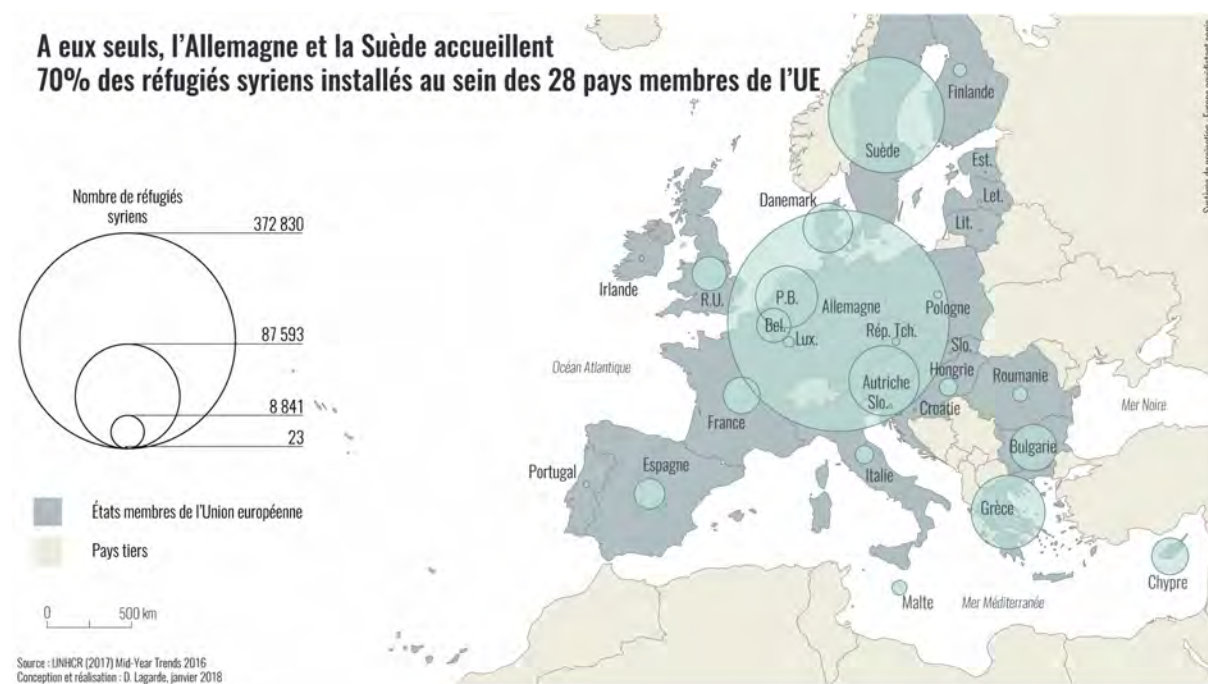 A eux seuls, l'Allemagne et la Suède accueillent
70% des réfugiés syriens installés au sein des 28 pays membres de l'UE
Nombre de réfugiés
syriens
372 830
87 593
8 841
23
États membres de l'Union européenne
Pays tiers
0
500 km
Source : UNHCR (2017) Mid-Year Trends 2016
Conception et réalisation : D. Lagarde, janvier 2018
Finlande
Suède
Est.
Let.
Danemark
Lit.
Irlande
R.U.
P.B.
Allemagne
Pologne
Bel.
Lux.
Rép. Tch.
Slo.
Océan Atlantique
Hongrie
Roumanie
Autriche
Slo.
Croatie
Mer Noire
France
Bulgarie
Portugal
Espagne
Italie
Grèce
Chypre
Malte
Mer Méditerranée